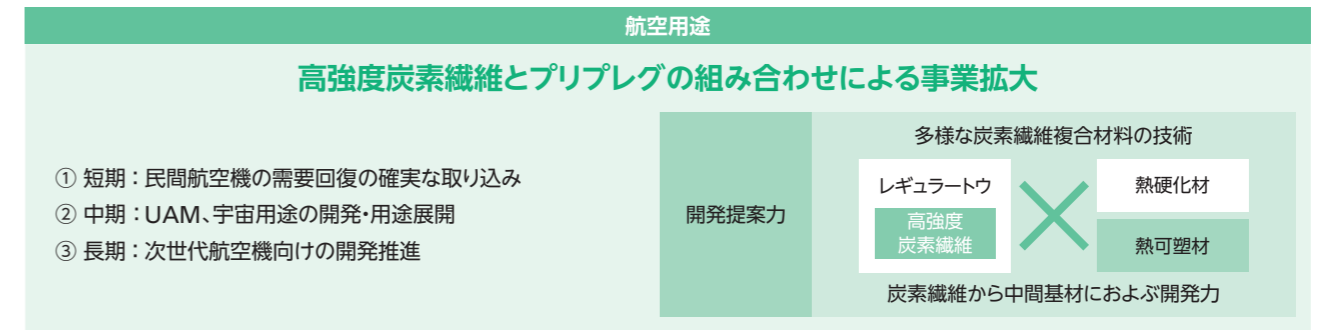 航空用途
高強度炭素繊維とプリプレグの組み合わせによる事業拡大
① 短期：民間航空機の需要回復の確実な取り込み
② 中期：UAM、宇宙用途の開発・用途展開
③ 長期：次世代航空機向けの開発推進
開発提案力
多様な炭素繊維複合材料の技術
レギュラートウ
高強度
炭素繊維
熱硬化材
熱可塑材
炭素繊維から中間基材におよぶ開発力